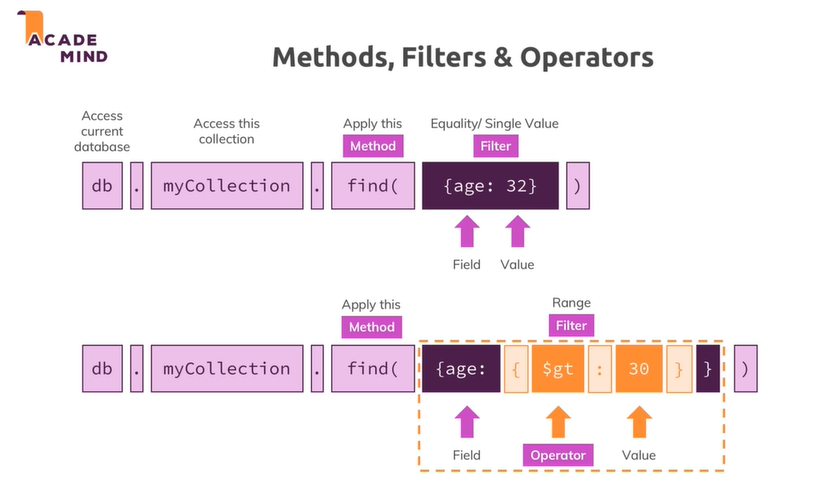 ACADE
MIND
Methods, Filters & Operators
Access
current
database
Access this
collection
Apply this
Method
Equality/ Single Value
Filter
db . myCollection . find( {age: 32} )
Field Value
Apply this
Method
Range
Filter
db . myCollection . find( {age: { $gt : 30 } } )
Field Operator Value